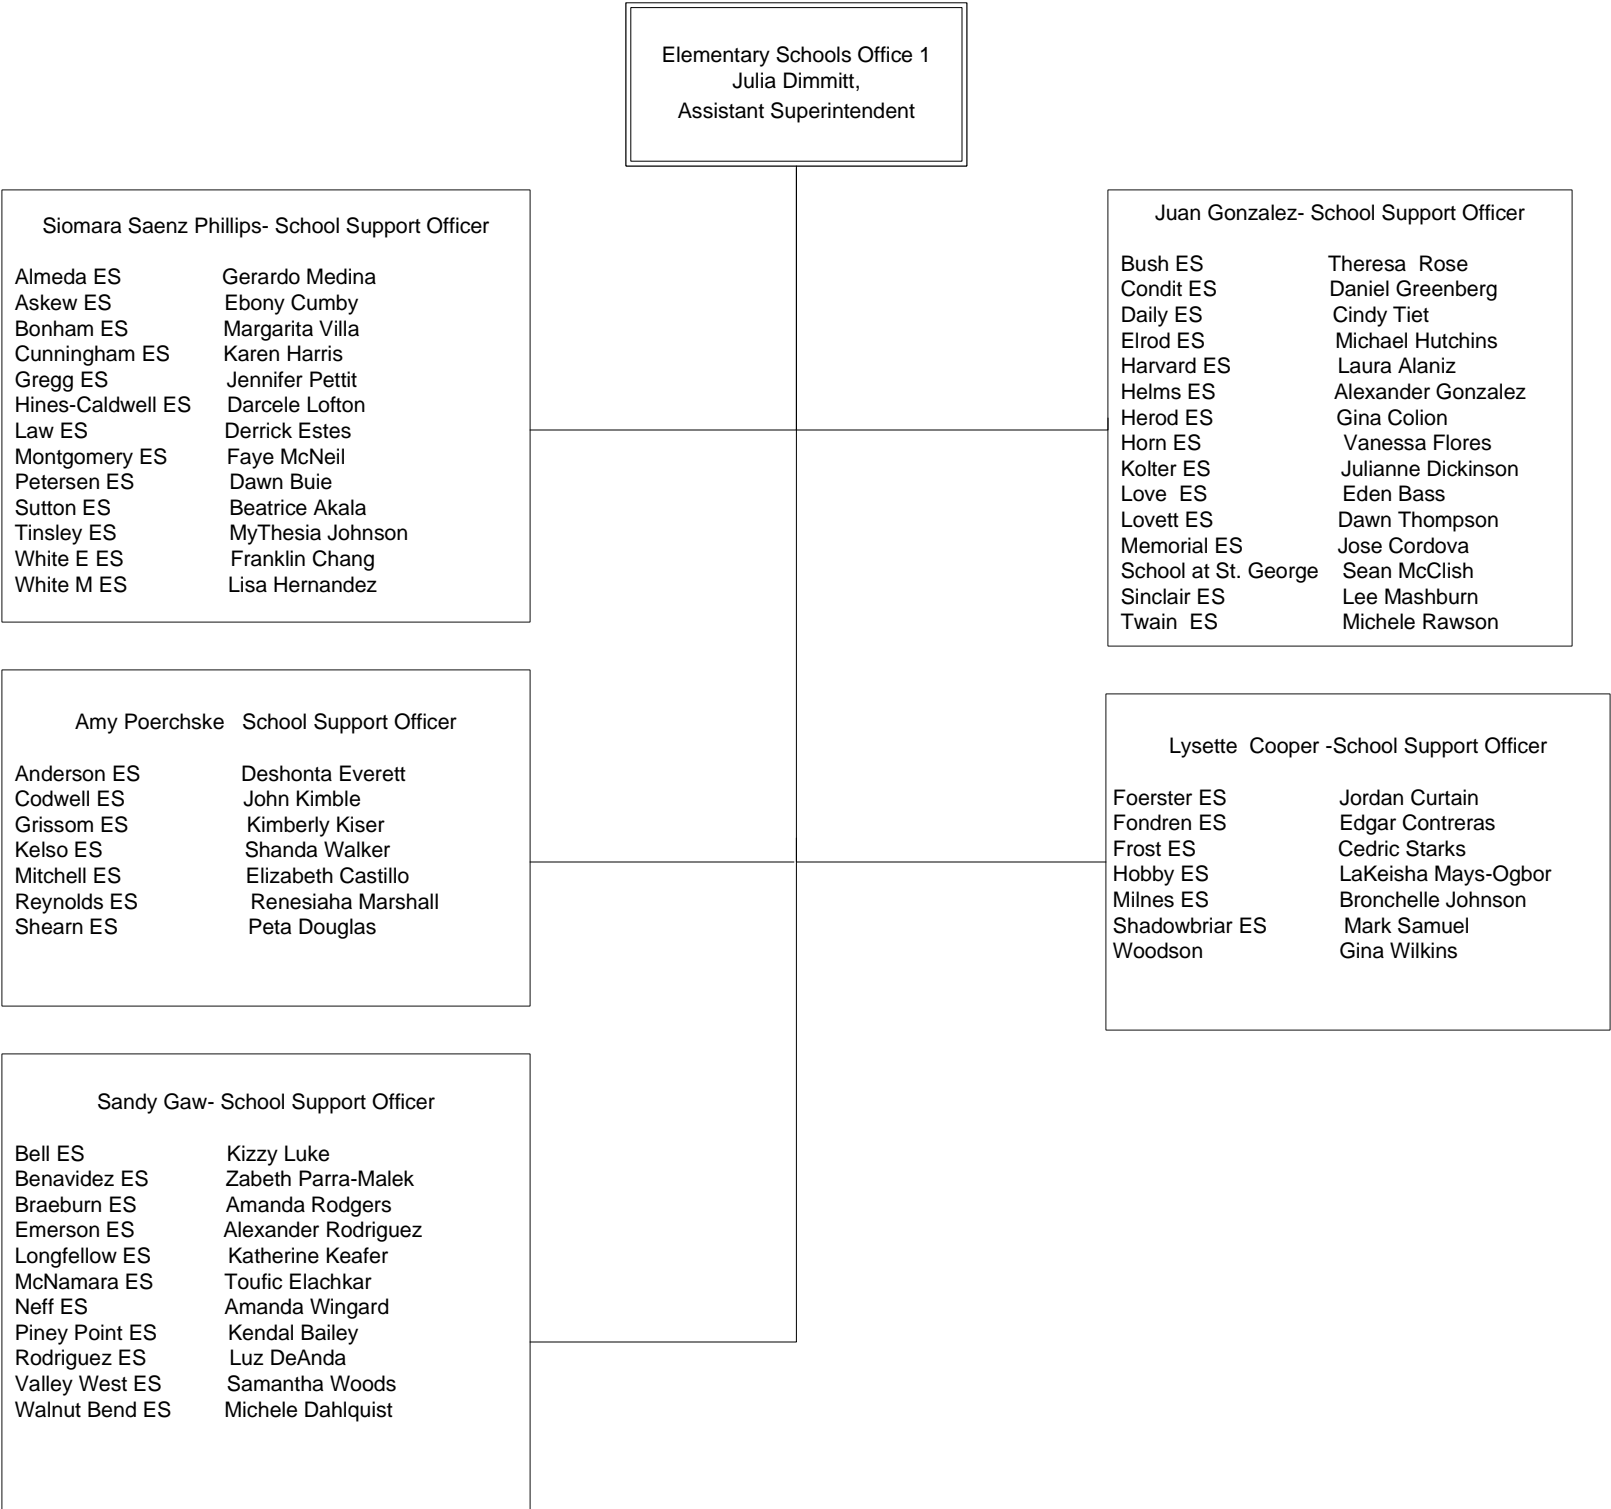 Elementary Schools Office 1
Julia Dimmitt,
Assistant Superintendent
Siomara Saenz Phillips- School Support Officer
Almeda ES Gerardo Medina
Askew ES Ebony Cumby
Bonham ES Margarita Villa
Cunningham ES Karen Harris
Gregg ES Jennifer Pettit
Hines-Caldwell ES Darcele Lofton
Law ES Derrick Estes
Montgomery ES Faye McNeil
Petersen ES Dawn Buie
Sutton ES Beatrice Akala
Tinsley ES MyThesia Johnson
White E ES Franklin Chang
White M ES Lisa Hernandez
Juan Gonzalez- School Support Officer
Bush ES Theresa Rose
Condit ES Daniel Greenberg
Daily ES Cindy Tiet
Elrod ES Michael Hutchins
Harvard ES Laura Alaniz
Helms ES Alexander Gonzalez
Herod ES Gina Colion
Horn ES Vanessa Flores
Kolter ES Julianne Dickinson
Love ES Eden Bass
Lovett ES Dawn Thompson
Memorial ES Jose Cordova
School at St. George Sean McClish
Sinclair ES Lee Mashburn
Twain ES Michele Rawson
Amy Poerchske School Support Officer
Anderson ES Deshonta Everett
Codwell ES John Kimble
Grissom ES Kimberly Kiser
Kelso ES Shanda Walker
Mitchell ES Elizabeth Castillo
Reynolds ES Renesiaha Marshall
Shearn ES Peta Douglas
Lysette Cooper -School Support Officer
Foerster ES Jordan Curtain
Fondren ES Edgar Contreras
Frost ES Cedric Starks
Hobby ES LaKeisha Mays-Ogbor
Milnes ES Bronchelle Johnson
Shadowbriar ES Mark Samuel
Woodson Gina Wilkins
Sandy Gaw- School Support Officer
Bell ES Kizzy Luke
Benavidez ES Zabeth Parra-Malek
Braeburn ES Amanda Rodgers
Emerson ES Alexander Rodriguez
Longfellow ES Katherine Keafer
McNamara ES Toufic Elachkar
Neff ES Amanda Wingard
Piney Point ES Kendal Bailey
Rodriguez ES Luz DeAnda
Valley West ES Samantha Woods
Walnut Bend ES Michele Dahlquist